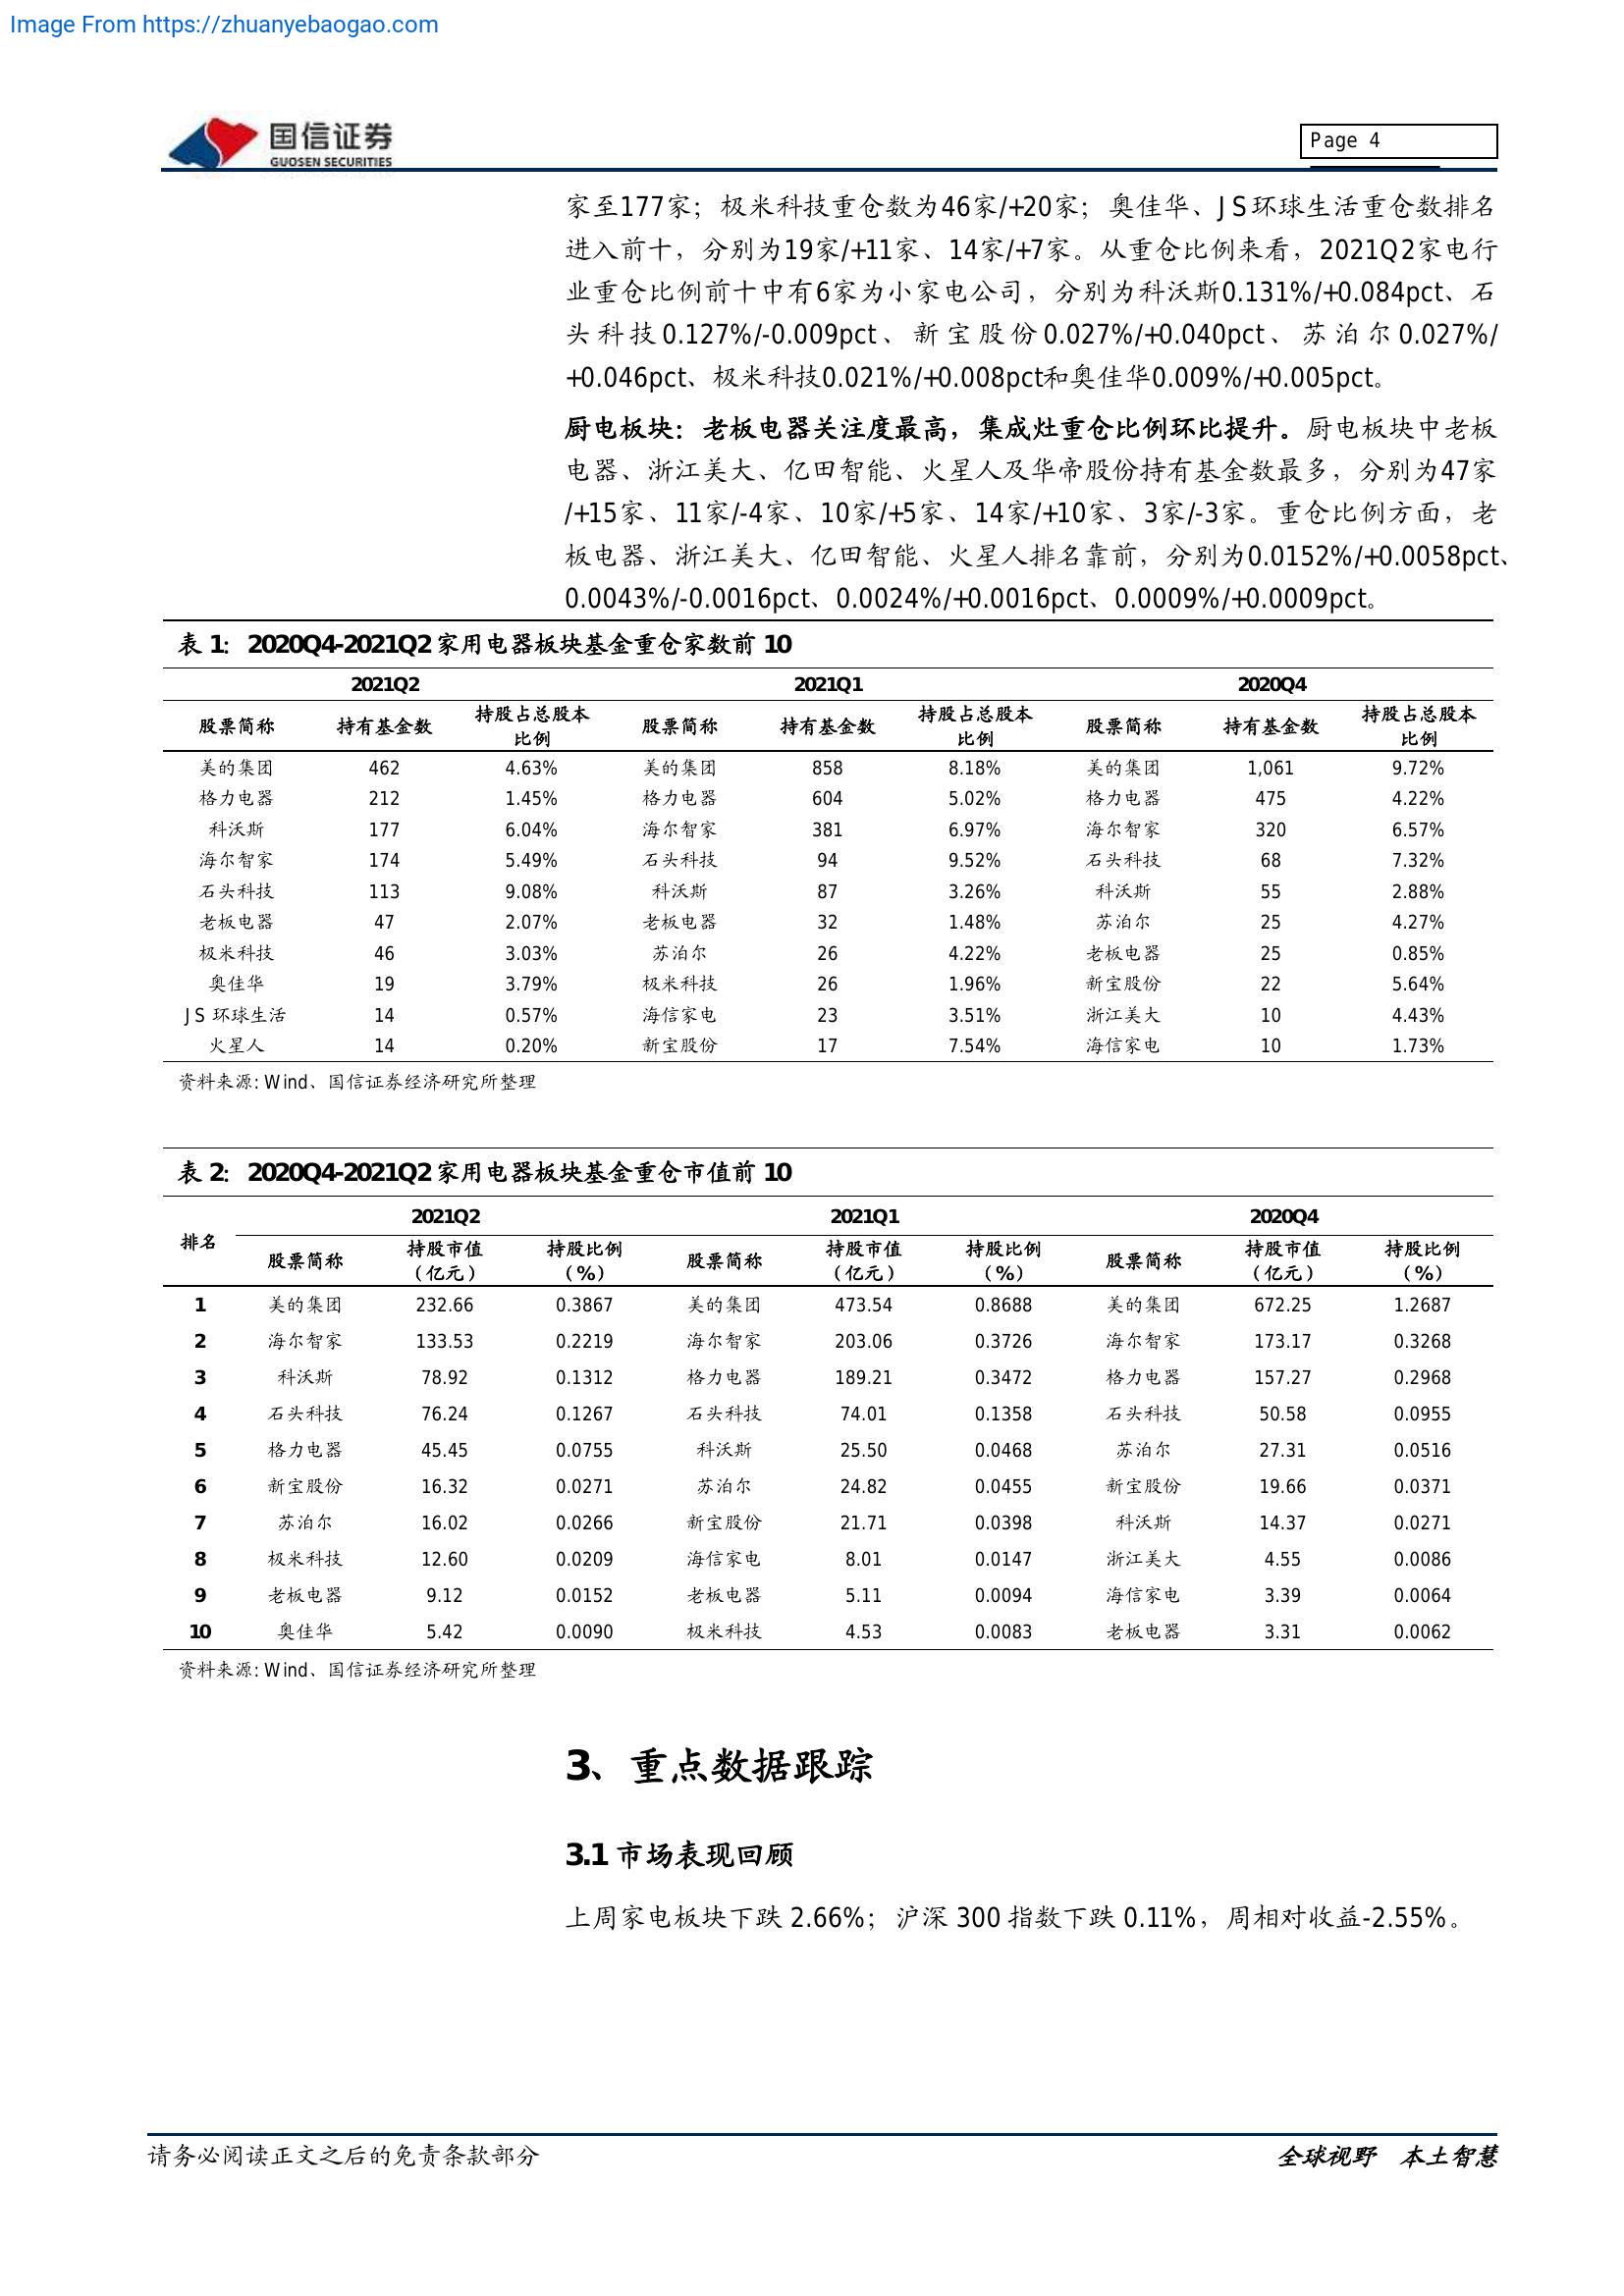 Image From https://zhuanyebaogao.com
国信证券
GUOSEN SECURITIES
Page 4
家至177家；极米科技重仓数为46家/+20家；奥佳华、JS环球生活重仓数排名
进入前十，分别为19家/+11家、14家/+7家。从重仓比例来看，2021Q2家电行
业重仓比例前十中有6家为小家电公司，分别为科沃斯0.131%/+0.084pct、石
头科技0.127%/-0.009pct、新宝股份0.027%/+0.040pct、苏泊尔0.027%/
+0.046pct、极米科技0.021%/+0.008pct和奥佳华0.009%/+0.005pct。
厨电板块：老板电器关注度最高，集成灶重仓比例环比提升。厨电板块中老板
电器、浙江美大、亿田智能、火星人及华帝股份持有基金数最多，分别为47家
/+15家、11家/-4家、10家/+5家、14家/+10家、3家/-3家。重仓比例方面，老
板电器、浙江美大、亿田智能、火星人排名靠前，分别为0.0152%/+0.0058pct、
0.0043%/-0.0016pct、0.0024%/+0.0016pct、0.0009%/+0.0009pct。
表 1： 2020Q4-2021Q2 家用电器板块基金重仓家数前 10
2021Q2 2021Q1 2020Q4
股票简称 持有基金数 持股占总股本比例 股票简称 持有基金数 持股占总股本比例 股票简称 持有基金数 持股占总股本比例
美的集团 462 4.63% 美的集团 858 8.18% 美的集团 1,061 9.72%
格力电器 212 1.45% 格力电器 604 5.02% 格力电器 475 4.22%
科沃斯 177 6.04% 海尔智家 381 6.97% 海尔智家 320 6.57%
海尔智家 174 5.49% 石头科技 94 9.52% 石头科技 68 7.32%
石头科技 113 9.08% 科沃斯 87 3.26% 科沃斯 55 2.88%
老板电器 47 2.07% 老板电器 32 1.48% 苏泊尔 25 4.27%
极米科技 46 3.03% 苏泊尔 26 4.22% 老板电器 25 0.85%
奥佳华 19 3.79% 极米科技 26 1.96% 新宝股份 22 5.64%
JS 环球生活 14 0.57% 海信家电 23 3.51% 浙江美大 10 4.43%
火星人 14 0.20% 新宝股份 17 7.54% 海信家电 10 1.73%
资料来源: Wind、国信证券经济研究所整理
表 2： 2020Q4-2021Q2 家用电器板块基金重仓市值前 10
2021Q2 2021Q1 2020Q4
排名 股票简称 持股市值（亿元） 持股比例（%） 股票简称 持股市值（亿元） 持股比例（%） 股票简称 持股市值（亿元） 持股比例（%）
1 美的集团 232.66 0.3867 美的集团 473.54 0.8688 美的集团 672.25 1.2687
2 海尔智家 133.53 0.2219 海尔智家 203.06 0.3726 海尔智家 173.17 0.3268
3 科沃斯 78.92 0.1312 格力电器 189.21 0.3472 格力电器 157.27 0.2968
4 石头科技 76.24 0.1267 石头科技 74.01 0.1358 石头科技 50.58 0.0955
5 格力电器 45.45 0.0755 科沃斯 25.50 0.0468 苏泊尔 27.31 0.0516
6 新宝股份 16.32 0.0271 苏泊尔 24.82 0.0455 新宝股份 19.66 0.0371
7 苏泊尔 16.02 0.0266 新宝股份 21.71 0.0398 科沃斯 14.37 0.0271
8 极米科技 12.60 0.0209 海信家电 8.01 0.0147 浙江美大 4.55 0.0086
9 老板电器 9.12 0.0152 老板电器 5.11 0.0094 海信家电 3.39 0.0064
10 奥佳华 5.42 0.0090 极米科技 4.53 0.0083 老板电器 3.31 0.0062
资料来源: Wind、国信证券经济研究所整理
3、重点数据跟踪
3.1 市场表现回顾
上周家电板块下跌 2.66%；沪深 300 指数下跌 0.11%，周相对收益-2.55%。
请务必阅读正文之后的免责条款部分
全球视野 本土智慧